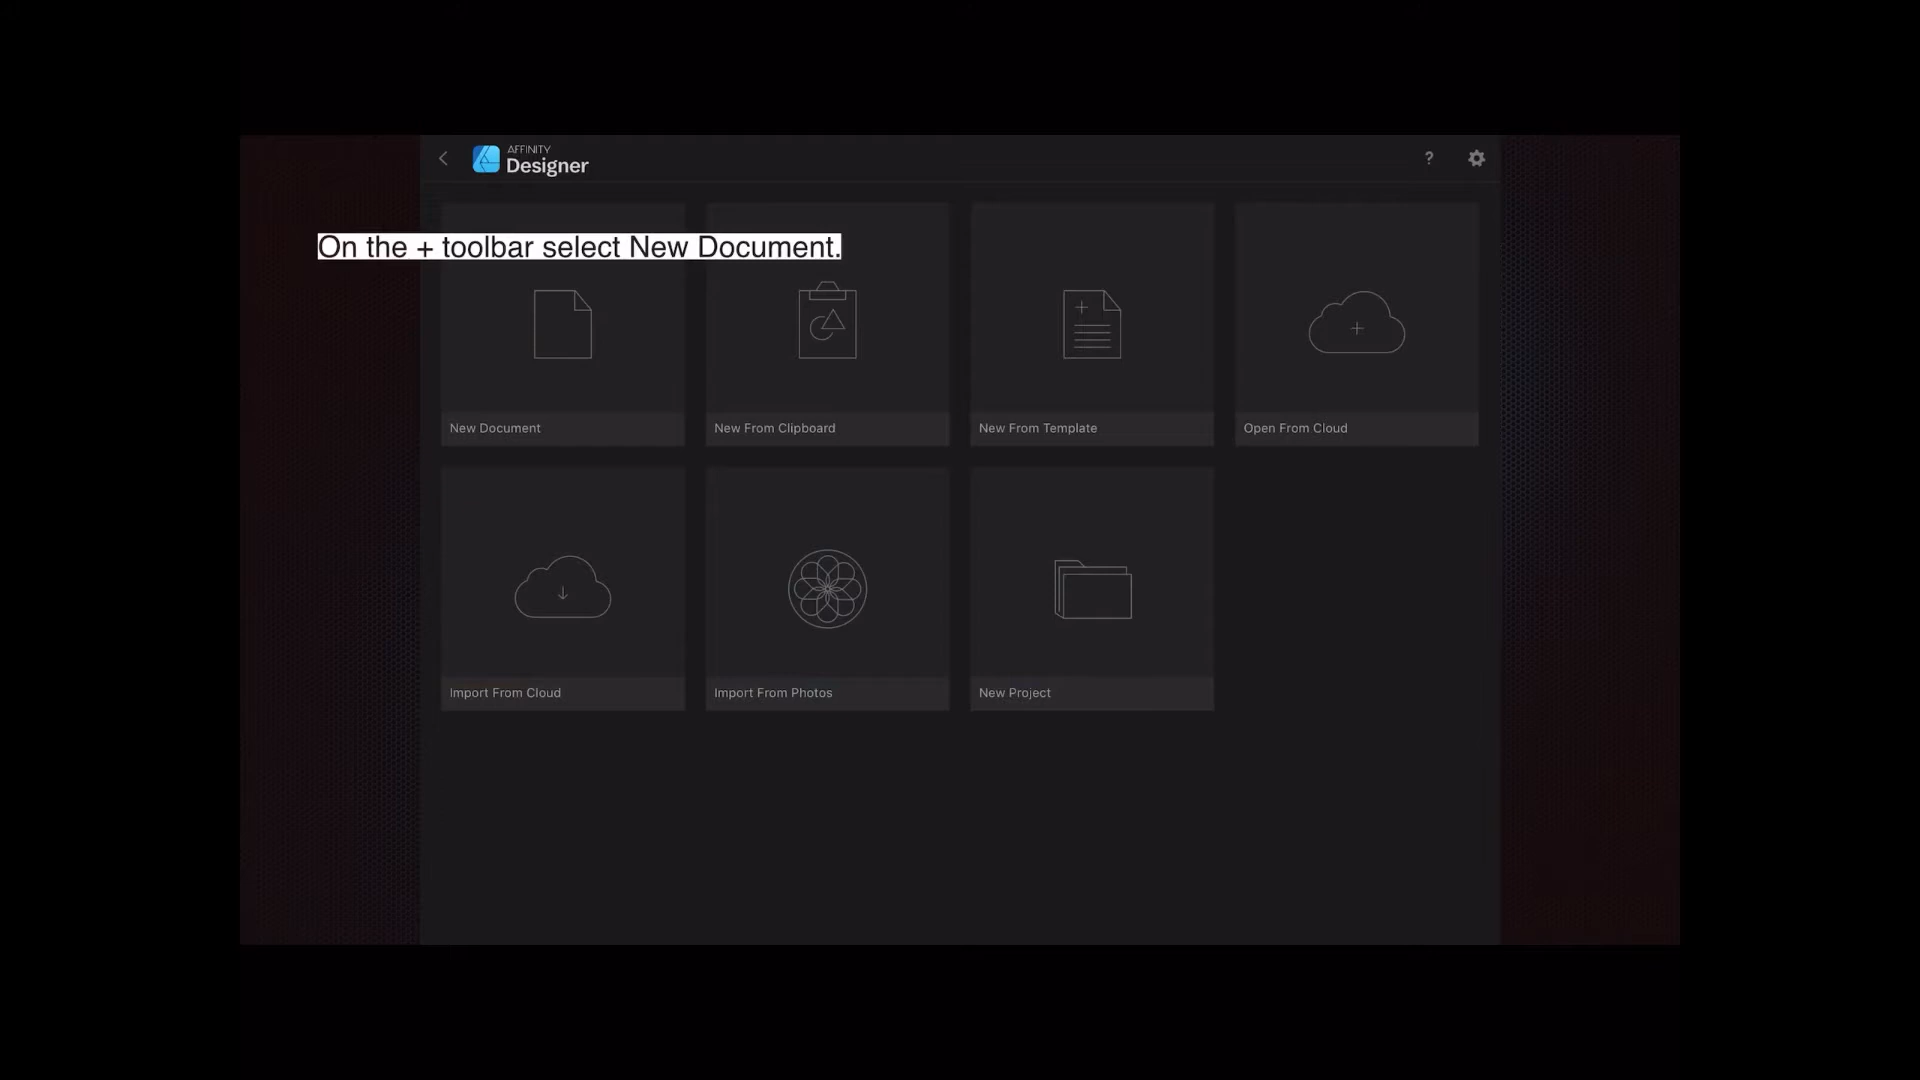 AFFINITY
Designer
?
On the + toolbar select New Document.
New Document
New From Clipboard
New From Template
Open From Cloud
Import From Cloud
Import From Photos
New Project